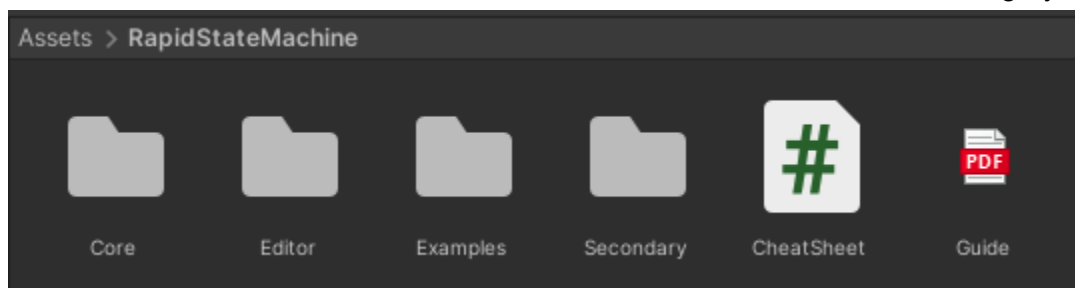 Assets > RapidStateMachine
#
PDF
Core Editor Examples Secondary CheatSheet Guide